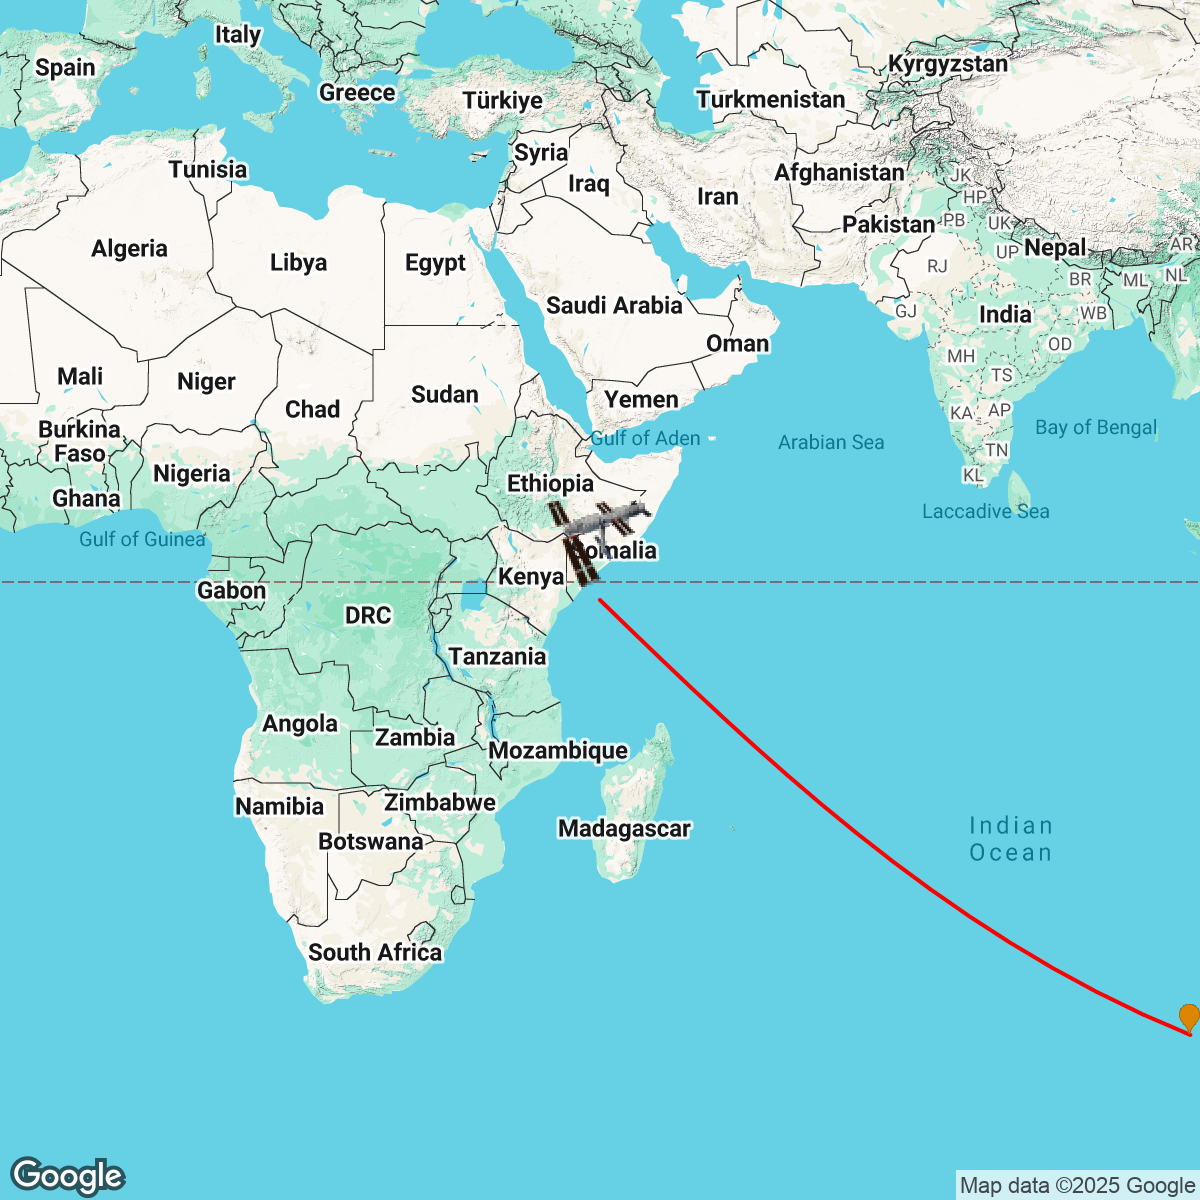 Italy
Spain
Greece
Türkiye
Kyrgyzstan
Turkmenistan
Tunisia
Syria
Iraq
Iran
Afghanistan
JK
HP
Pakistan
PB
UK
Algeria
Libya
Egypt
RJ
UP
Nepal
AR
BR
ML
NL
Saudi Arabia
GJ
India
WB
Oman
MH
OD
Mali
Niger
Chad
Sudan
Yemen
TS
KA
AP
Burkina
Faso
Gulf of Aden
Arabian Sea
Bay of Bengal
TN
Nigeria
Ethiopia
KL
Ghana
Laccadive Sea
Gulf of Guinea
Somalia
Gabon
Kenya
DRC
Tanzania
Angola
Zambia
Mozambique
Namibia
Zimbabwe
Botswana
Madagascar
Indian
Ocean
South Africa
Google
Map data ©2025 Google